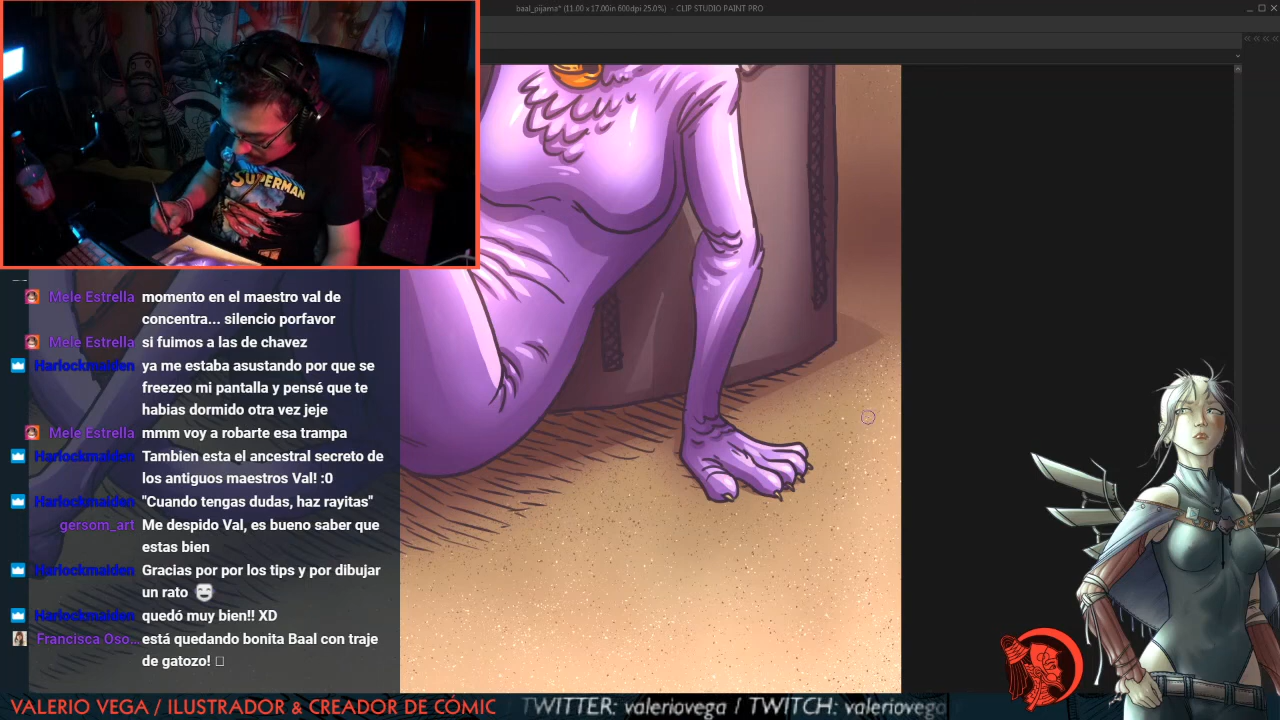 baal_pijama* (11.00 x 17.00in 600dpi 25.0%) - CLIP STUDIO PAINT PRO
SUPERMAN
Mele Estrella momento en el maestro val de
concentra... silencio porfavor
Mele Estrella si fuimos a las de chavez
Harlockmaiden ya me estaba asustando por que se
freezeo mi pantalla y pensé que te
habias dormido otra vez jeje
Mele Estrella mmm voy a robarte esa trampa
Harlockmaiden Tambien esta el ancestral secreto de
los antiguos maestros Val! :0
Harlockmaiden "Cuando tengas dudas, haz rayitas"
gersom_art Me despido Val, es bueno saber que
estas bien
Harlockmaiden Gracias por por los tips y por dibujar
un rato
Harlockmaiden quedó muy bien!! XD
Francisca Oso... está quedando bonita Baal con traje
de gatozo!
VALERIO VEGA / ILUSTRADOR & CREADOR DE CÓMIC TWITTER: valeriovega / TWITCH: valeriovega